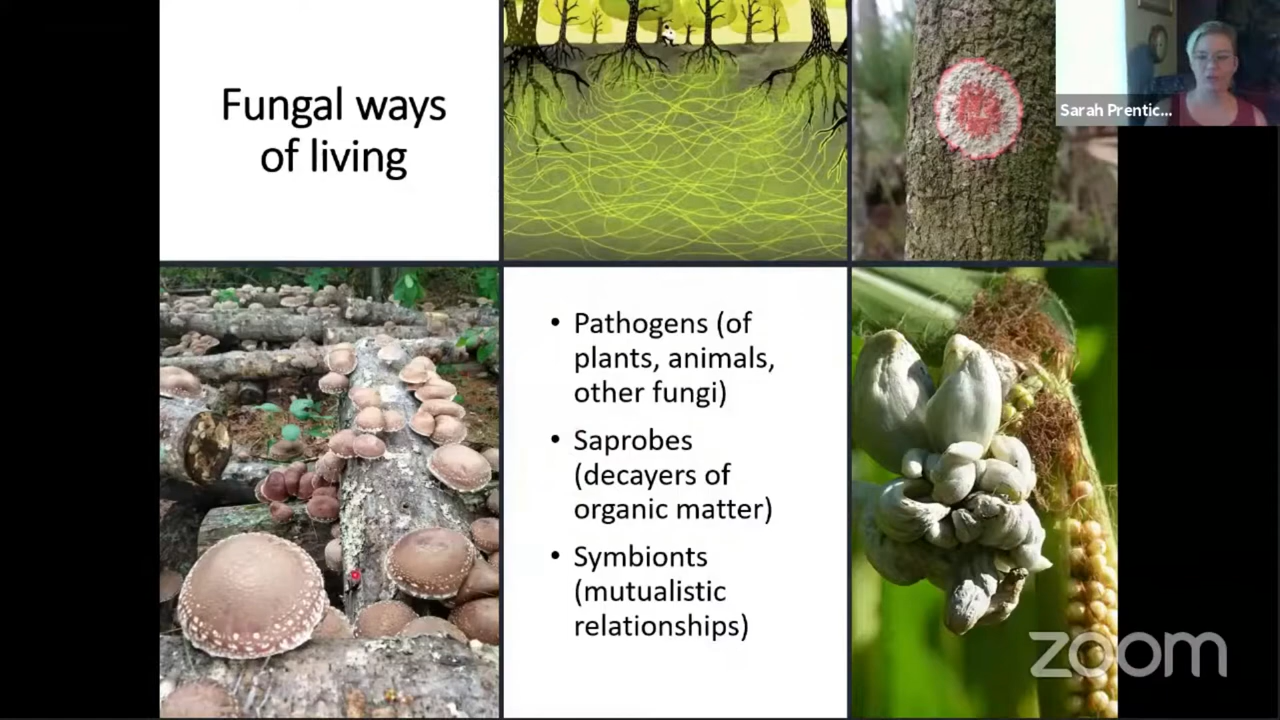 Fungal ways
of living
Sarah Prentic...
• Pathogens (of
plants, animals,
other fungi)
• Saprobes
(decayers of
organic matter)
• Symbionts
(mutualistic
relationships)
zoom